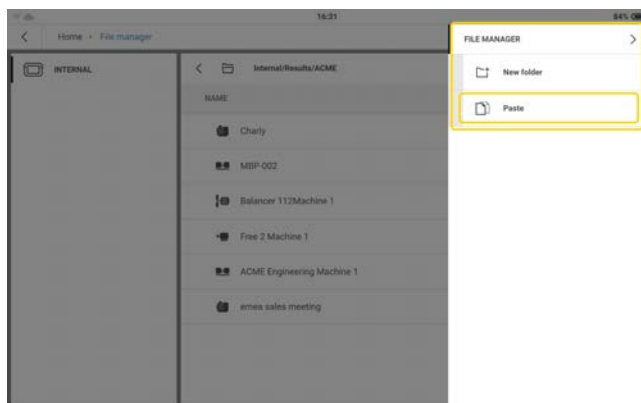 16:31
84%
Home • File manager
FILE MANAGER
New folder
Paste
INTERNAL
Internal/Results/ACME
NAME
Charly
MBP-002
Balancer 112Machine 1
Free 2 Machine 1
ACME Engineering Machine 1
emea sales meeting